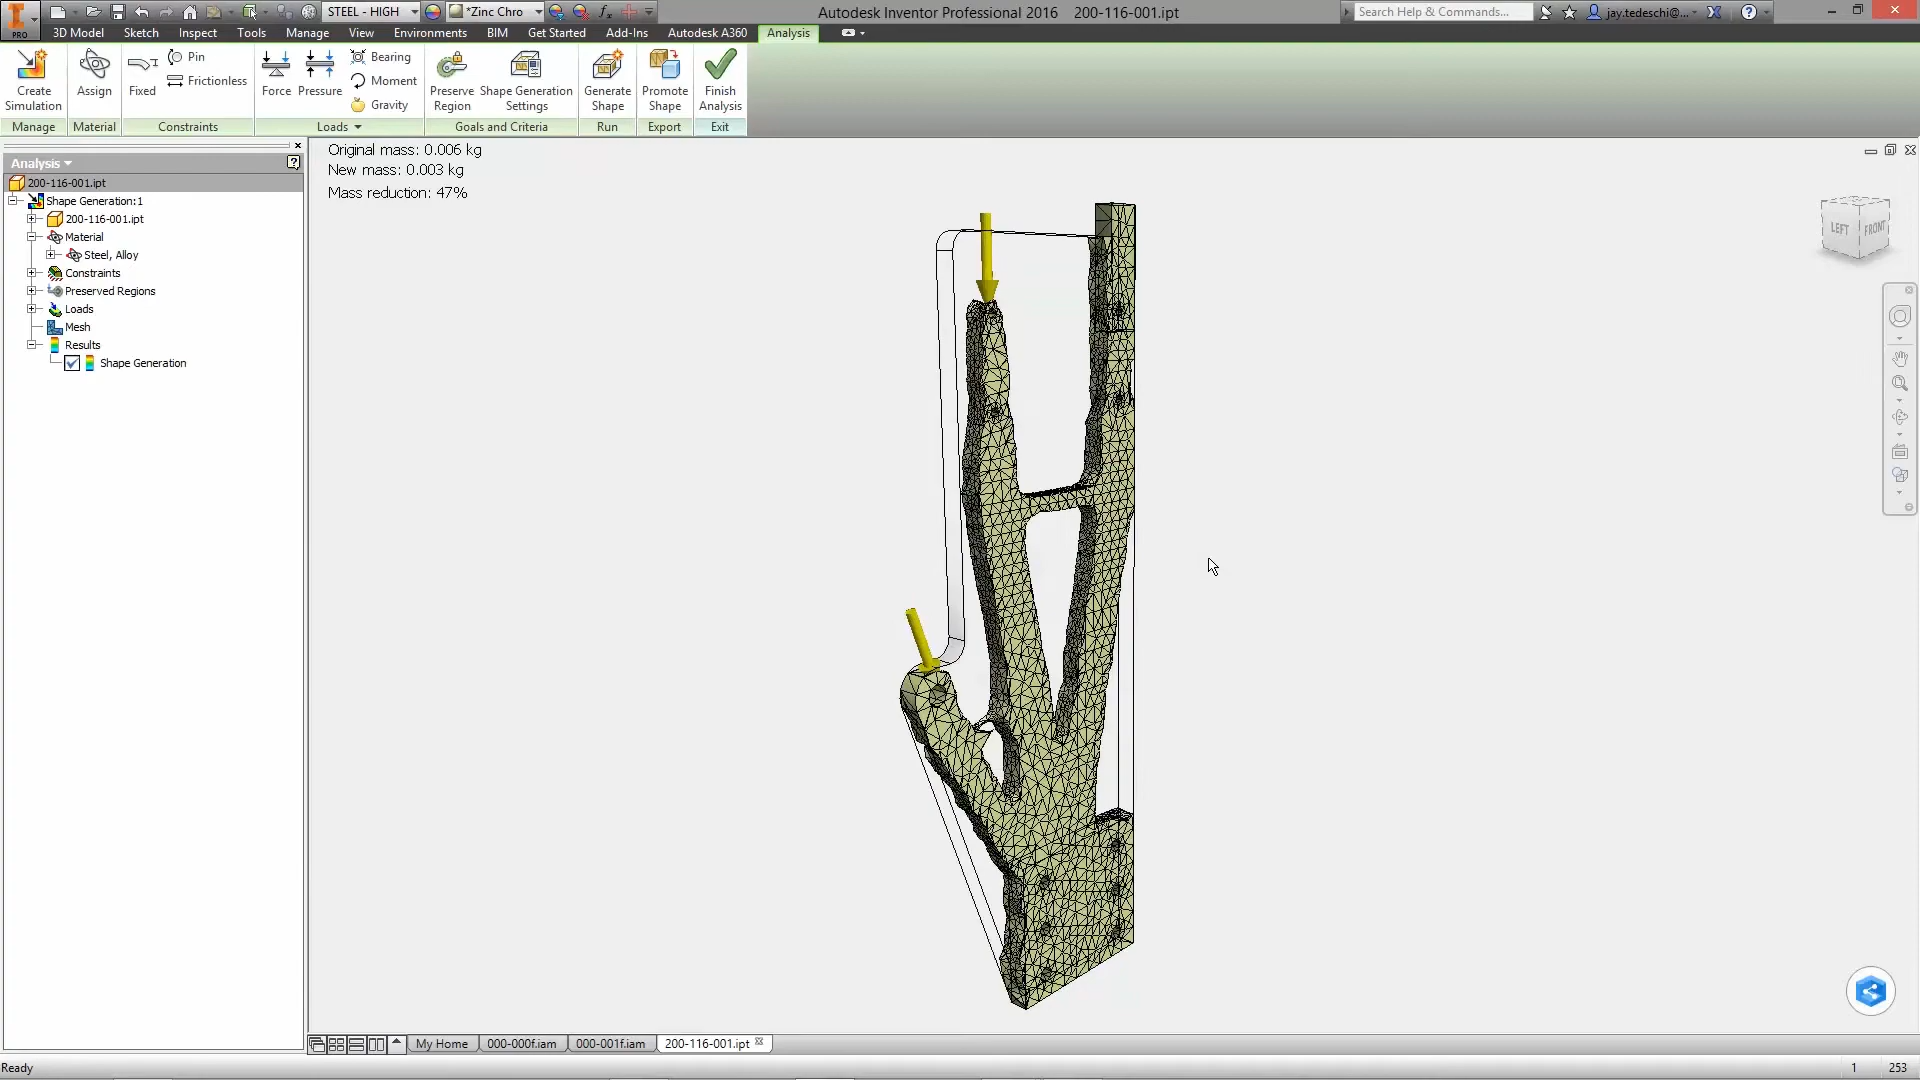 PRO
STEEL - HIGH
*Zinc Chro
Autodesk Inventor Professional 2016 200-116-001.ipt
Search Help & Commands...
jay.tedeschi@...
3D Model Sketch Inspect Tools Manage View Environments BIM Get Started Add-Ins Autodesk A360 Analysis
Create Simulation
Assign
Fixed
Pin
Frictionless
Force
Pressure
Bearing
Moment
Gravity
Preserve Region
Shape Generation Settings
Generate Shape
Promote Shape
Finish Analysis
Manage Material Constraints Loads Goals and Criteria Run Export Exit
Analysis
200-116-001.ipt
Shape Generation:1
200-116-001.ipt
Material
Steel, Alloy
Constraints
Preserved Regions
Loads
Mesh
Results
Shape Generation
Original mass: 0.006 kg
New mass: 0.003 kg
Mass reduction: 47%
LEFT FRONT
My Home 000-000f.iam 000-001f.iam 200-116-001.ipt
Ready 1 253